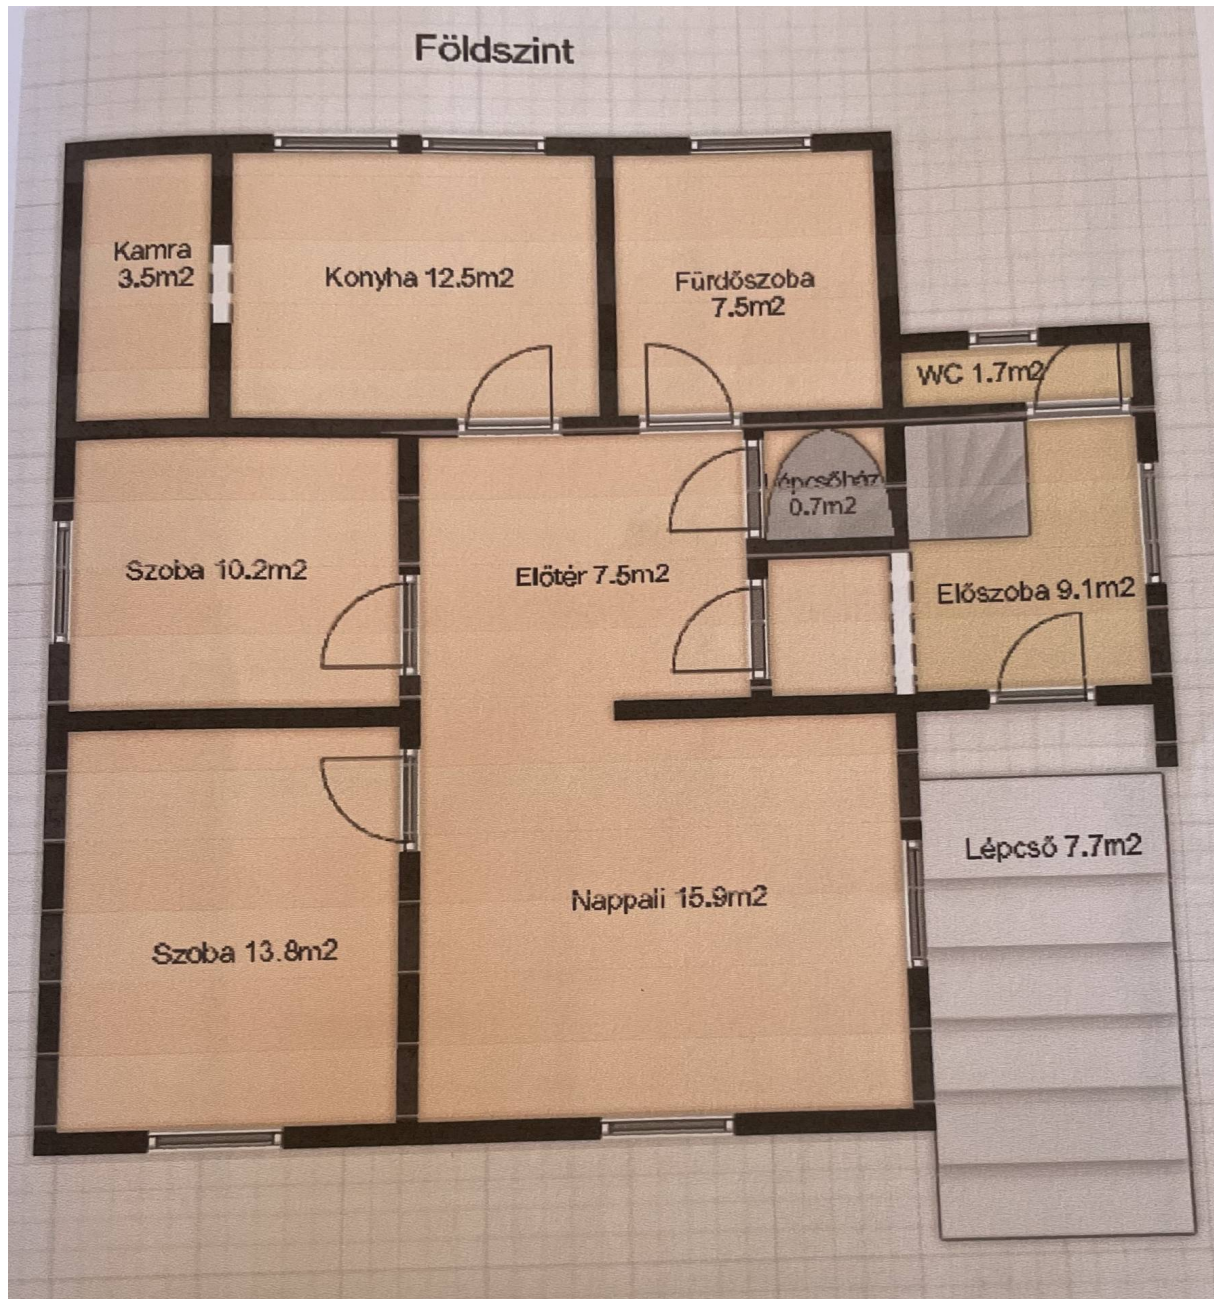 Földszint
Kamra
3.5m2
Konyha 12.5m2
Fürdőszoba
7.5m2
WC 1.7m2
Lépcsőház
0.7m2
Szoba 10.2m2
Előtér 7.5m2
Előszoba 9.1m2
Lépcső 7.7m2
Nappali 15.9m2
Szoba 13.8m2